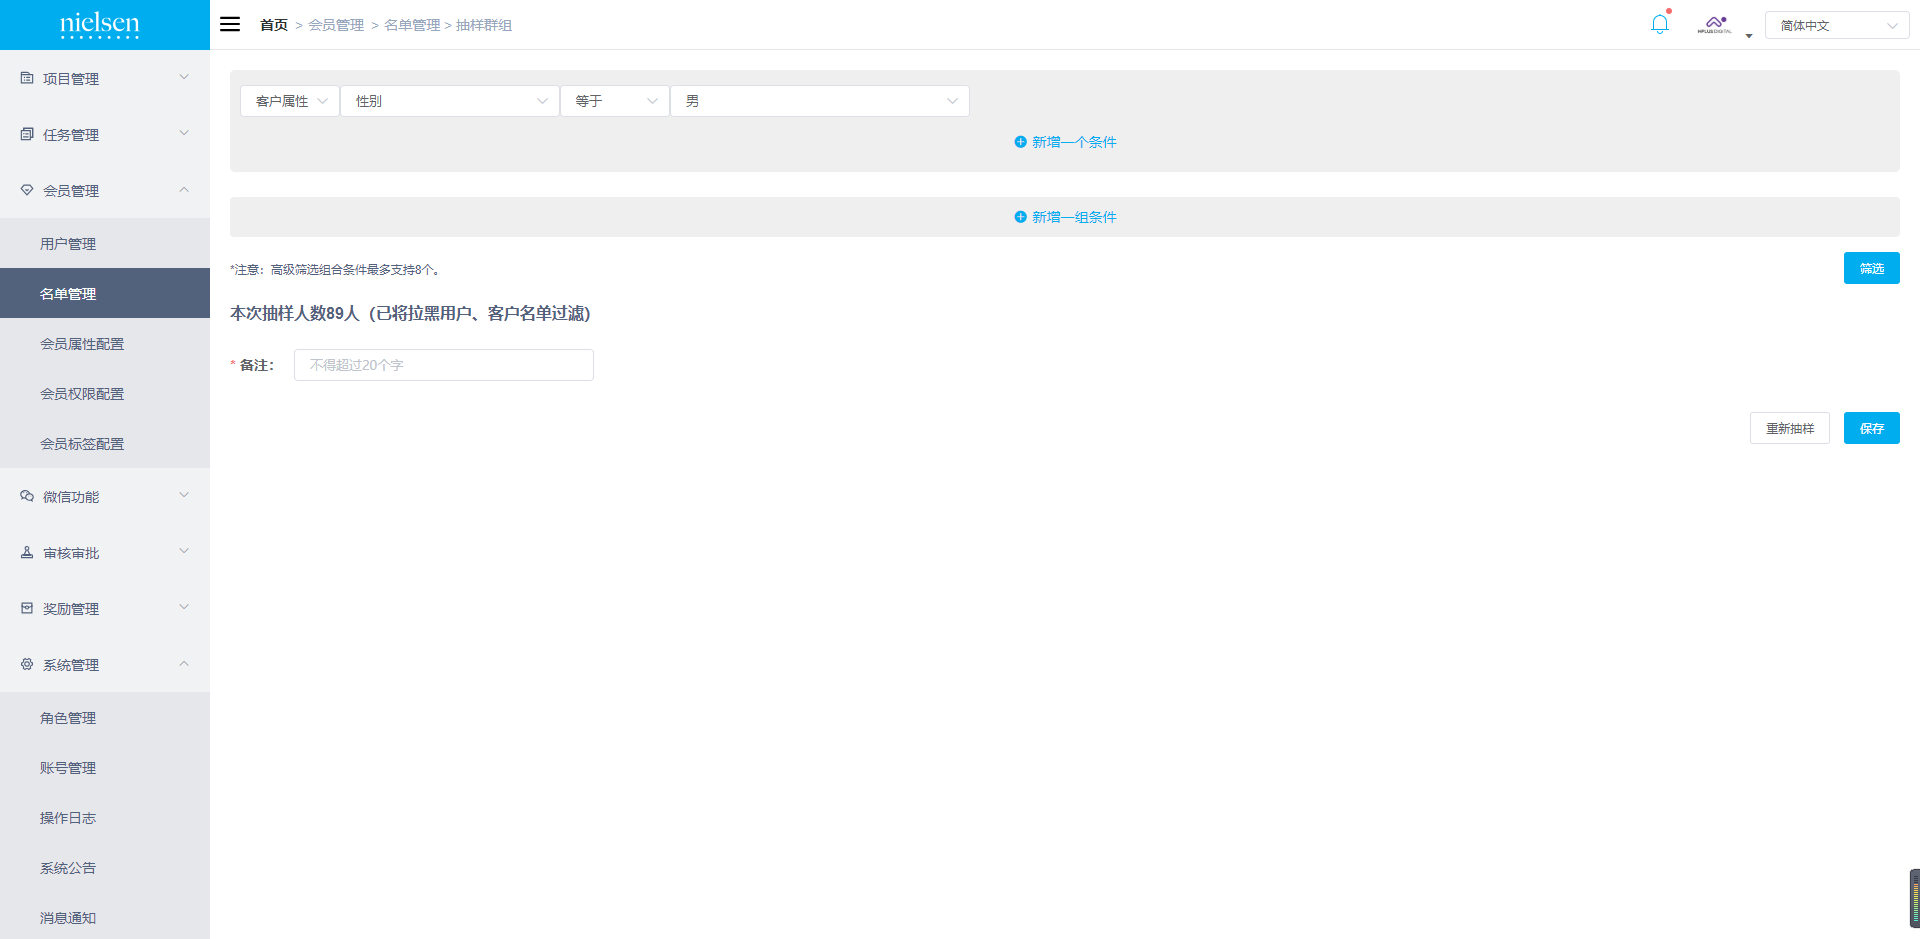 nielsen
首页 > 会员管理 > 名单管理 > 抽样群组
HPLUS DIGITAL
简体中文
项目管理
任务管理
会员管理
用户管理
名单管理
会员属性配置
会员权限配置
会员标签配置
微信功能
审核审批
奖励管理
系统管理
角色管理
账号管理
操作日志
系统公告
消息通知
客户属性 性别 等于 男
新增一个条件
新增一组条件
*注意：高级筛选组合条件最多支持8个。
筛选
本次抽样人数89人（已将拉黑用户、客户名单过滤）
* 备注： 不得超过20个字
重新抽样 保存